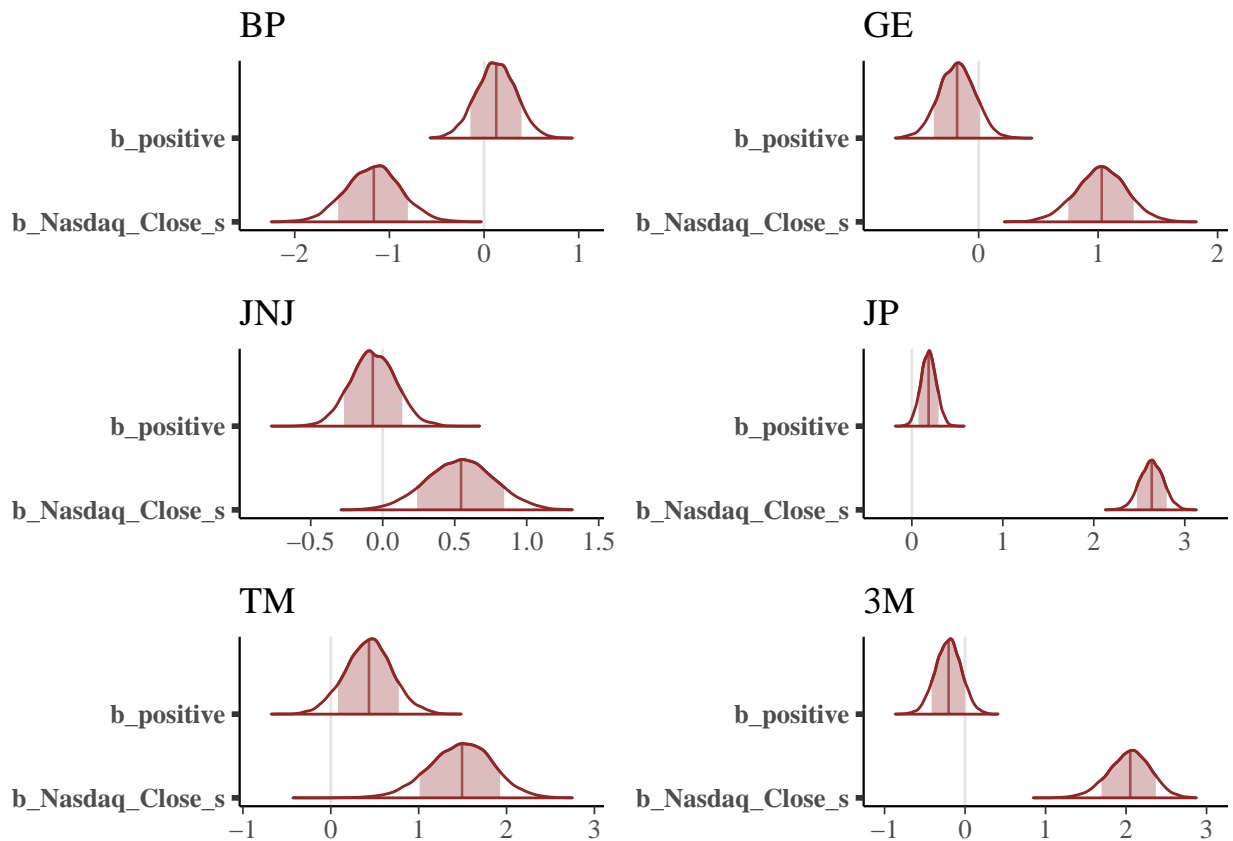 BP
b_positive
b_Nasdaq_Close_s
−2 −1 0 1
GE
b_positive
b_Nasdaq_Close_s
0 1 2
JNJ
b_positive
b_Nasdaq_Close_s
−0.5 0.0 0.5 1.0 1.5
JP
b_positive
b_Nasdaq_Close_s
0 1 2 3
TM
b_positive
b_Nasdaq_Close_s
−1 0 1 2 3
3M
b_positive
b_Nasdaq_Close_s
−1 0 1 2 3